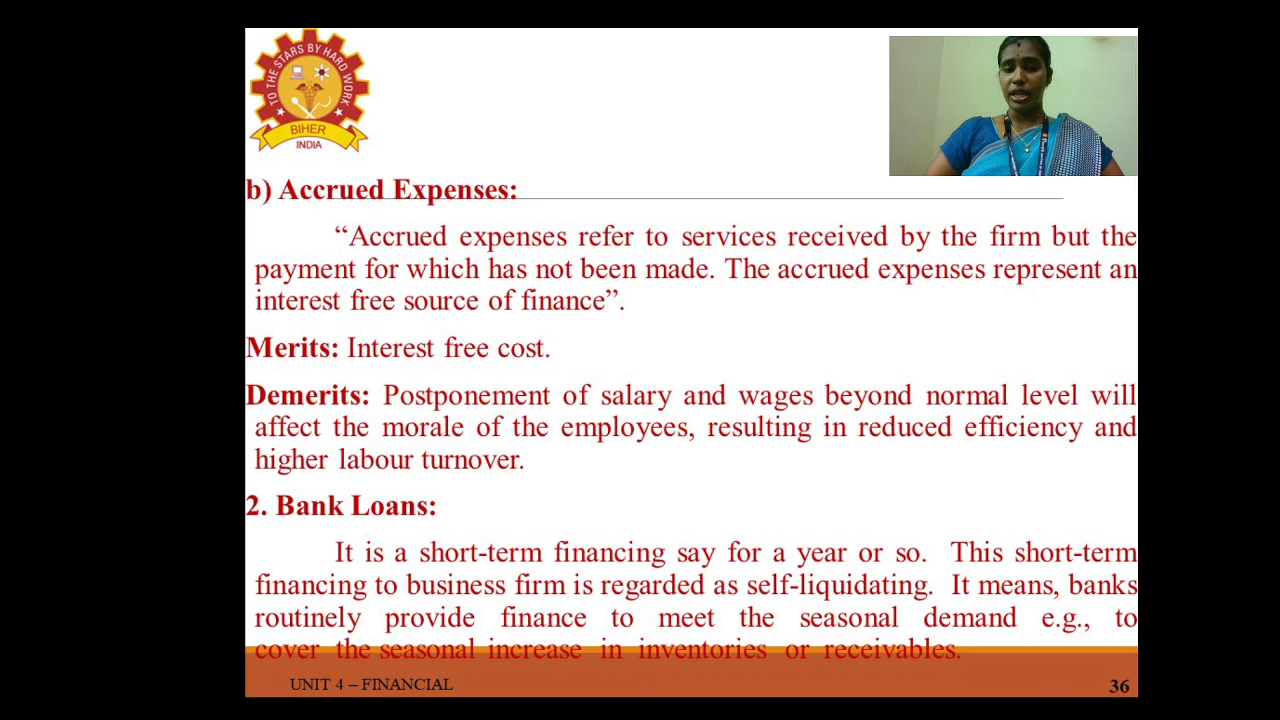 TO THE STARS BY HARD WORK
BIHER
INDIA
b) Accrued Expenses:
“Accrued expenses refer to services received by the firm but the
payment for which has not been made. The accrued expenses represent an
interest free source of finance”.
Merits: Interest free cost.
Demerits: Postponement of salary and wages beyond normal level will
affect the morale of the employees, resulting in reduced efficiency and
higher labour turnover.
2. Bank Loans:
It is a short-term financing say for a year or so. This short-term
financing to business firm is regarded as self-liquidating. It means, banks
routinely provide finance to meet the seasonal demand e.g., to
cover the seasonal increase in inventories or receivables.
UNIT 4 – FINANCIAL
36